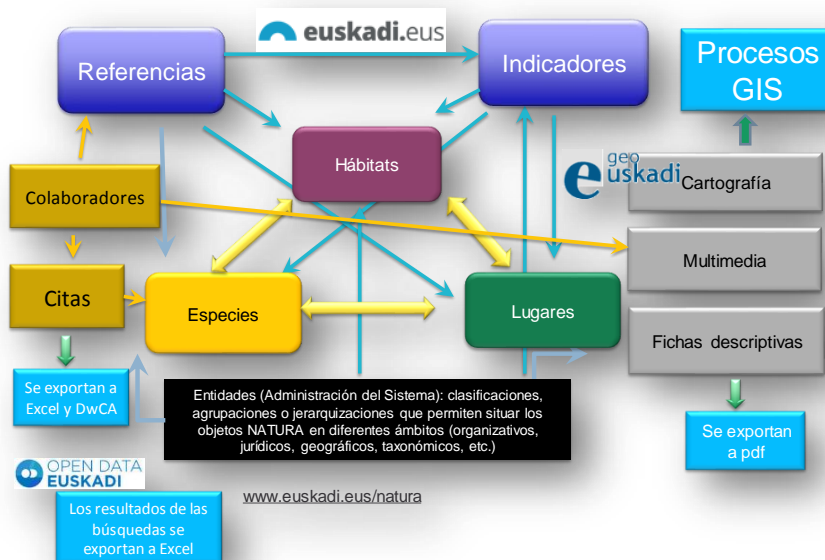 euskadi.eus
Referencias
Indicadores
Procesos
GIS
Hábitats
geo
euskadi
Cartografía
Colaboradores
Multimedia
Citas
Especies
Lugares
Fichas descriptivas
Se exportan a
Excel y DwCA
Entidades (Administración del Sistema): clasificaciones,
agrupaciones o jerarquizaciones que permiten situar los
objetos NATURA en diferentes ámbitos (organizativos,
jurídicos, geográficos, taxonómicos, etc.)
Se exportan
a pdf
OPEN DATA
EUSKADI
www.euskadi.eus/natura
Los resultados de las
búsquedas se
exportan a Excel